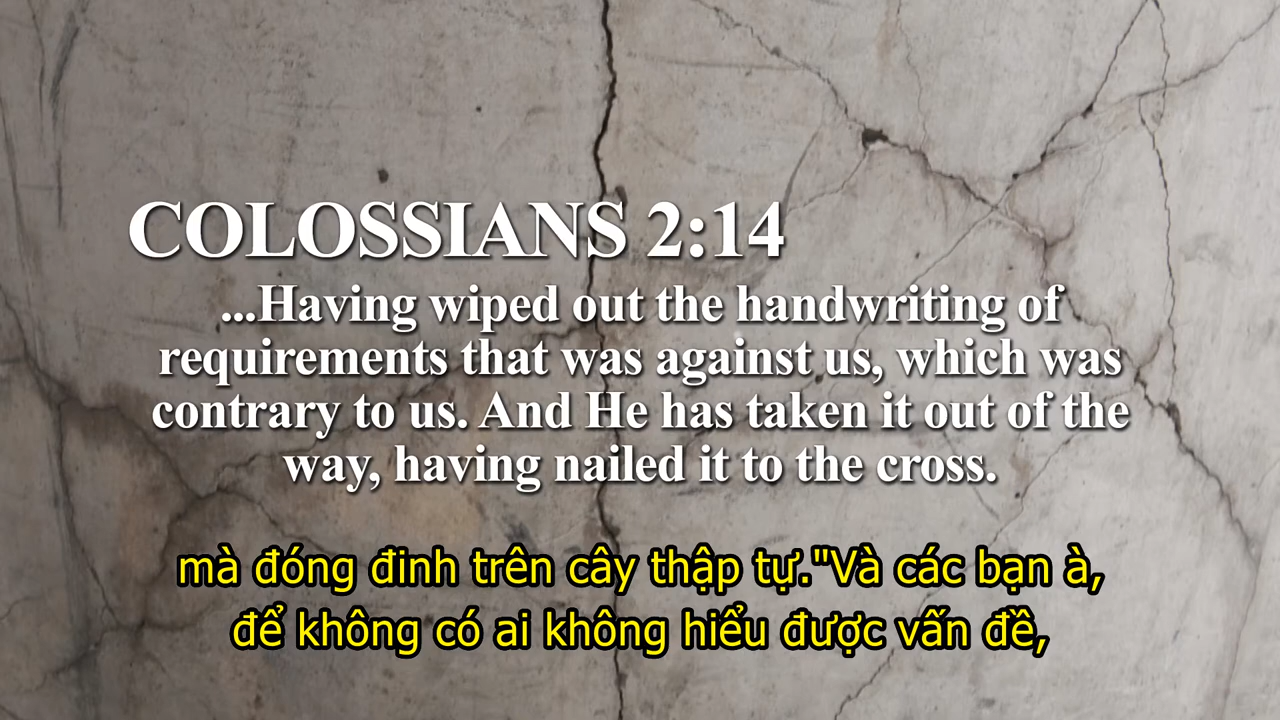 COLOSSIANS 2:14
...Having wiped out the handwriting of
requirements that was against us, which was
contrary to us. And He has taken it out of the
way, having nailed it to the cross.
mà đóng đinh trên cây thập tự."Và các bạn à,
để không có ai không hiểu được vấn đề,